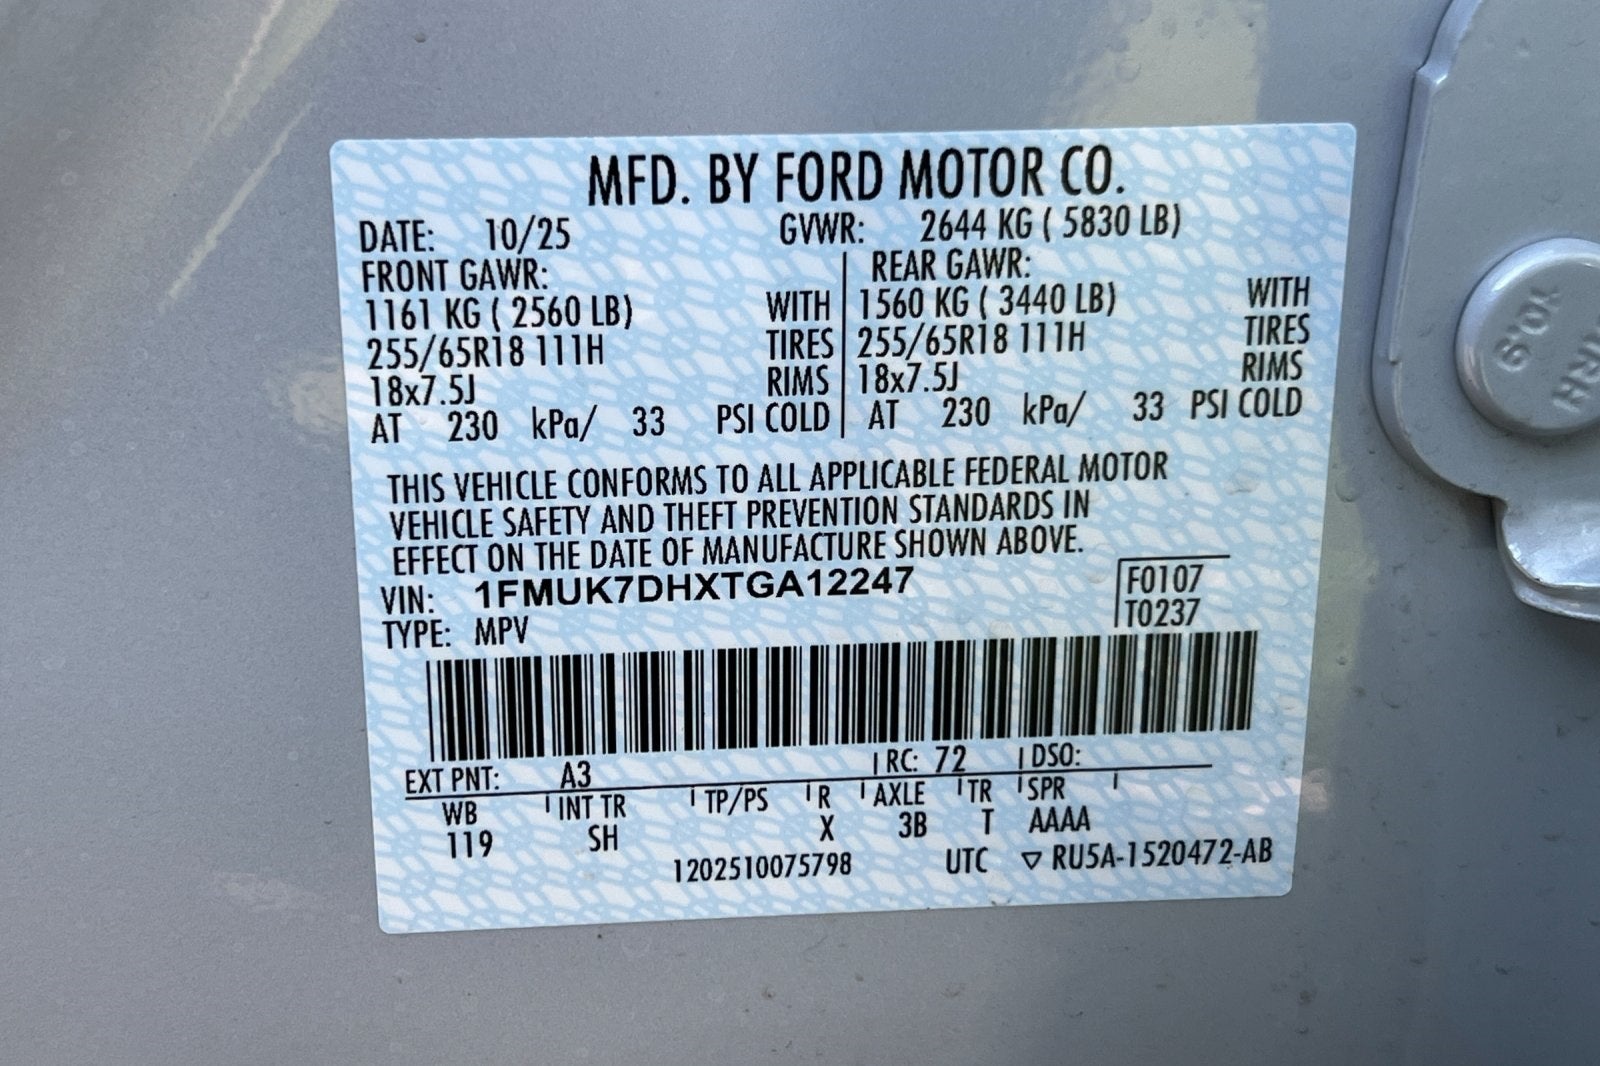 MFD. BY FORD MOTOR CO.
DATE: 10/25 GVWR: 2644 KG ( 5830 LB)
FRONT GAWR: REAR GAWR:
1161 KG ( 2560 LB) WITH 1560 KG ( 3440 LB) WITH
255/65R18 111H TIRES 255/65R18 111H TIRES
18x7.5J RIMS 18x7.5J RIMS
AT 230 kPa/ 33 PSI COLD AT 230 kPa/ 33 PSI COLD
THIS VEHICLE CONFORMS TO ALL APPLICABLE FEDERAL MOTOR
VEHICLE SAFETY AND THEFT PREVENTION STANDARDS IN
EFFECT ON THE DATE OF MANUFACTURE SHOWN ABOVE.
VIN: 1FMUK7DHXTGA12247 F0107
TYPE: MPV T0237
EXT PNT: A3 RC: 72 DSO:
WB INT TR TP/PS R AXLE TR SPR
119 SH X 3B T AAAA
1202510075798 UTC ▽ RU5A-1520472-AB
10.9